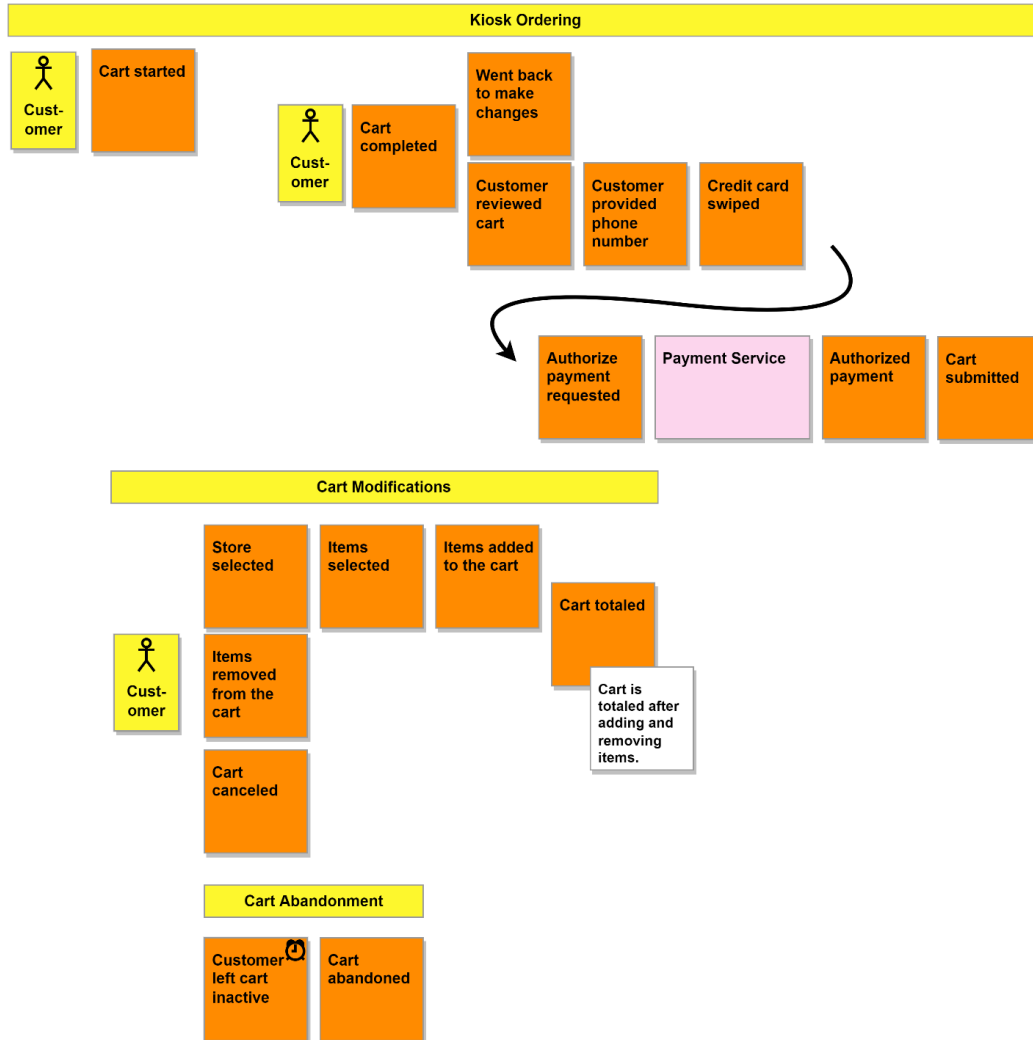 Kiosk Ordering
Cust-
omer
Cart started
Cust-
omer
Cart
completed
Went back
to make
changes
Customer
reviewed
cart
Customer
provided
phone
number
Credit card
swiped
Authorize
payment
requested
Payment Service
Authorized
payment
Cart
submitted
Cart Modifications
Cust-
omer
Store
selected
Items
selected
Items added
to the cart
Cart totaled
Cart is
totaled after
adding and
removing
items.
Items
removed
from the
cart
Cart
canceled
Cart Abandonment
Customer
left cart
inactive
Cart
abandoned